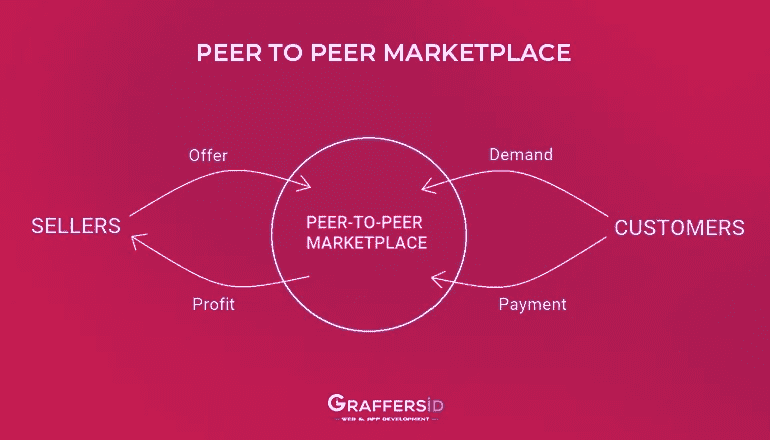 PEER TO PEER MARKETPLACE
Offer
Demand
SELLERS
PEER-TO-PEER
MARKETPLACE
CUSTOMERS
Profit
Payment
GRAFFERSiD
WEB & APP DEVELOPMENT